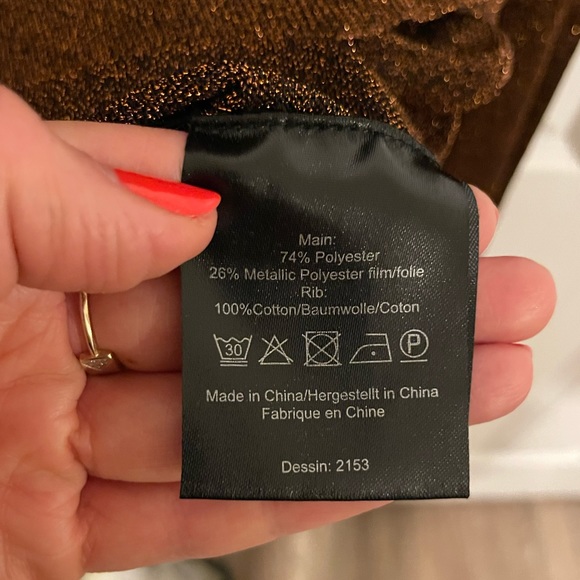 Main:
74% Polyester
26% Metallic Polyester film/folie
Rib:
100%Cotton/Baumwolle/Coton
30 P
Made in China/Hergestellt in China
Fabrique en Chine
Dessin: 2153